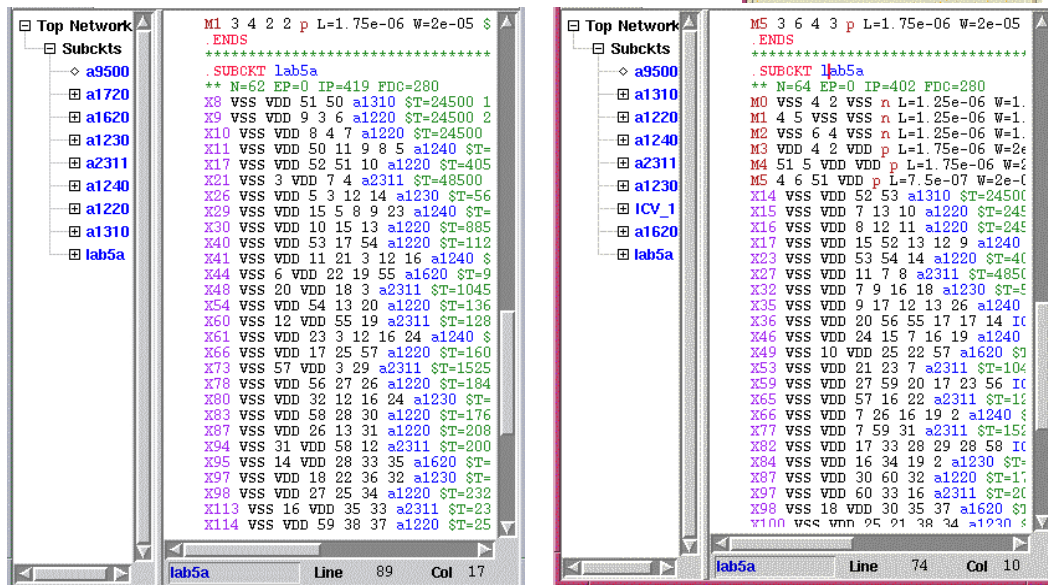 Top Network
Subckts
a9500
a1720
a1620
a1230
a2311
a1240
a1220
a1310
lab5a
M1 3 4 2 2 p L=1.75e-06 W=2e-05 $
.ENDS
*************************************
.SUBCKT lab5a
** N=62 EP=0 IP=419 FDC=280
X8 VSS VDD 51 50 a1310 $T=24500 1
X9 VSS VDD 9 3 6 a1220 $T=24500 2
X10 VSS VDD 8 4 7 a1220 $T=24500
X11 VSS VDD 50 11 9 8 5 a1240 $T=
X17 VSS VDD 52 51 10 a1220 $T=405
X21 VSS 3 VDD 7 4 a2311 $T=48500
X26 VSS VDD 5 3 12 14 a1230 $T=56
X29 VSS VDD 15 5 8 9 23 a1240 $T=
X30 VSS VDD 10 15 13 a1220 $T=885
X40 VSS VDD 53 17 54 a1220 $T=112
X41 VSS VDD 11 21 3 12 16 a1240 $
X44 VSS 6 VDD 22 19 55 a1620 $T=9
X48 VSS 20 VDD 18 3 a2311 $T=1045
X54 VSS VDD 54 13 20 a1220 $T=136
X60 VSS 12 VDD 55 19 a2311 $T=128
X61 VSS VDD 23 3 12 16 24 a1240 $
X66 VSS VDD 17 25 57 a1220 $T=160
X73 VSS 57 VDD 3 29 a2311 $T=1525
X78 VSS VDD 56 27 26 a1220 $T=184
X80 VSS VDD 32 12 16 24 a1230 $T=
X83 VSS VDD 58 28 30 a1220 $T=176
X87 VSS VDD 26 13 31 a1220 $T=208
X94 VSS 31 VDD 58 12 a2311 $T=200
X95 VSS 14 VDD 28 33 35 a1620 $T=
X97 VSS VDD 18 22 36 32 a1230 $T=
X98 VSS VDD 27 25 34 a1220 $T=232
X113 VSS 16 VDD 35 33 a2311 $T=23
X114 VSS VDD 59 38 37 a1220 $T=25
lab5a Line 89 Col 17
Top Network
Subckts
a9500
a1310
a1220
a1240
a2311
a1230
ICV_1
a1620
lab5a
M5 3 6 4 3 p L=1.75e-06 W=2e-05
.ENDS
*************************************
.SUBCKT lab5a
** N=64 EP=0 IP=402 FDC=280
M0 VSS 4 2 VSS n L=1.25e-06 W=1.
M1 4 5 VSS VSS n L=1.25e-06 W=1.
M2 VSS 6 4 VSS n L=1.25e-06 W=1.
M3 VDD 4 2 VDD p L=1.75e-06 W=2e
M4 51 5 VDD VDD p L=1.75e-06 W=2
M5 4 6 51 VDD p L=7.5e-07 W=2e-0
X14 VSS VDD 52 53 a1310 $T=24500
X15 VSS VDD 7 13 10 a1220 $T=245
X16 VSS VDD 8 12 11 a1220 $T=245
X17 VSS VDD 15 52 13 12 9 a1240
X23 VSS VDD 53 54 14 a1220 $T=40
X27 VSS VDD 11 7 8 a2311 $T=4850
X32 VSS VDD 7 9 16 18 a1230 $T=5
X35 VSS VDD 9 17 12 13 26 a1240
X36 VSS VDD 20 56 55 17 17 14 IC
X46 VSS VDD 24 15 7 16 19 a1240
X49 VSS 10 VDD 25 22 57 a1620 $T
X53 VSS VDD 21 23 7 a2311 $T=104
X59 VSS VDD 27 59 20 17 23 56 IC
X65 VSS VDD 57 16 22 a2311 $T=12
X66 VSS VDD 7 26 16 19 2 a1240 $
X77 VSS VDD 7 59 31 a2311 $T=152
X82 VSS VDD 17 33 28 29 28 58 IC
X84 VSS VDD 16 34 19 2 a1230 $T=
X87 VSS VDD 30 60 32 a1220 $T=17
X97 VSS VDD 60 33 16 a2311 $T=20
X98 VSS 18 VDD 30 35 37 a1620 $T
X100 VSS VDD 25 21 38 34 a1230 $
lab5a Line 74 Col 10